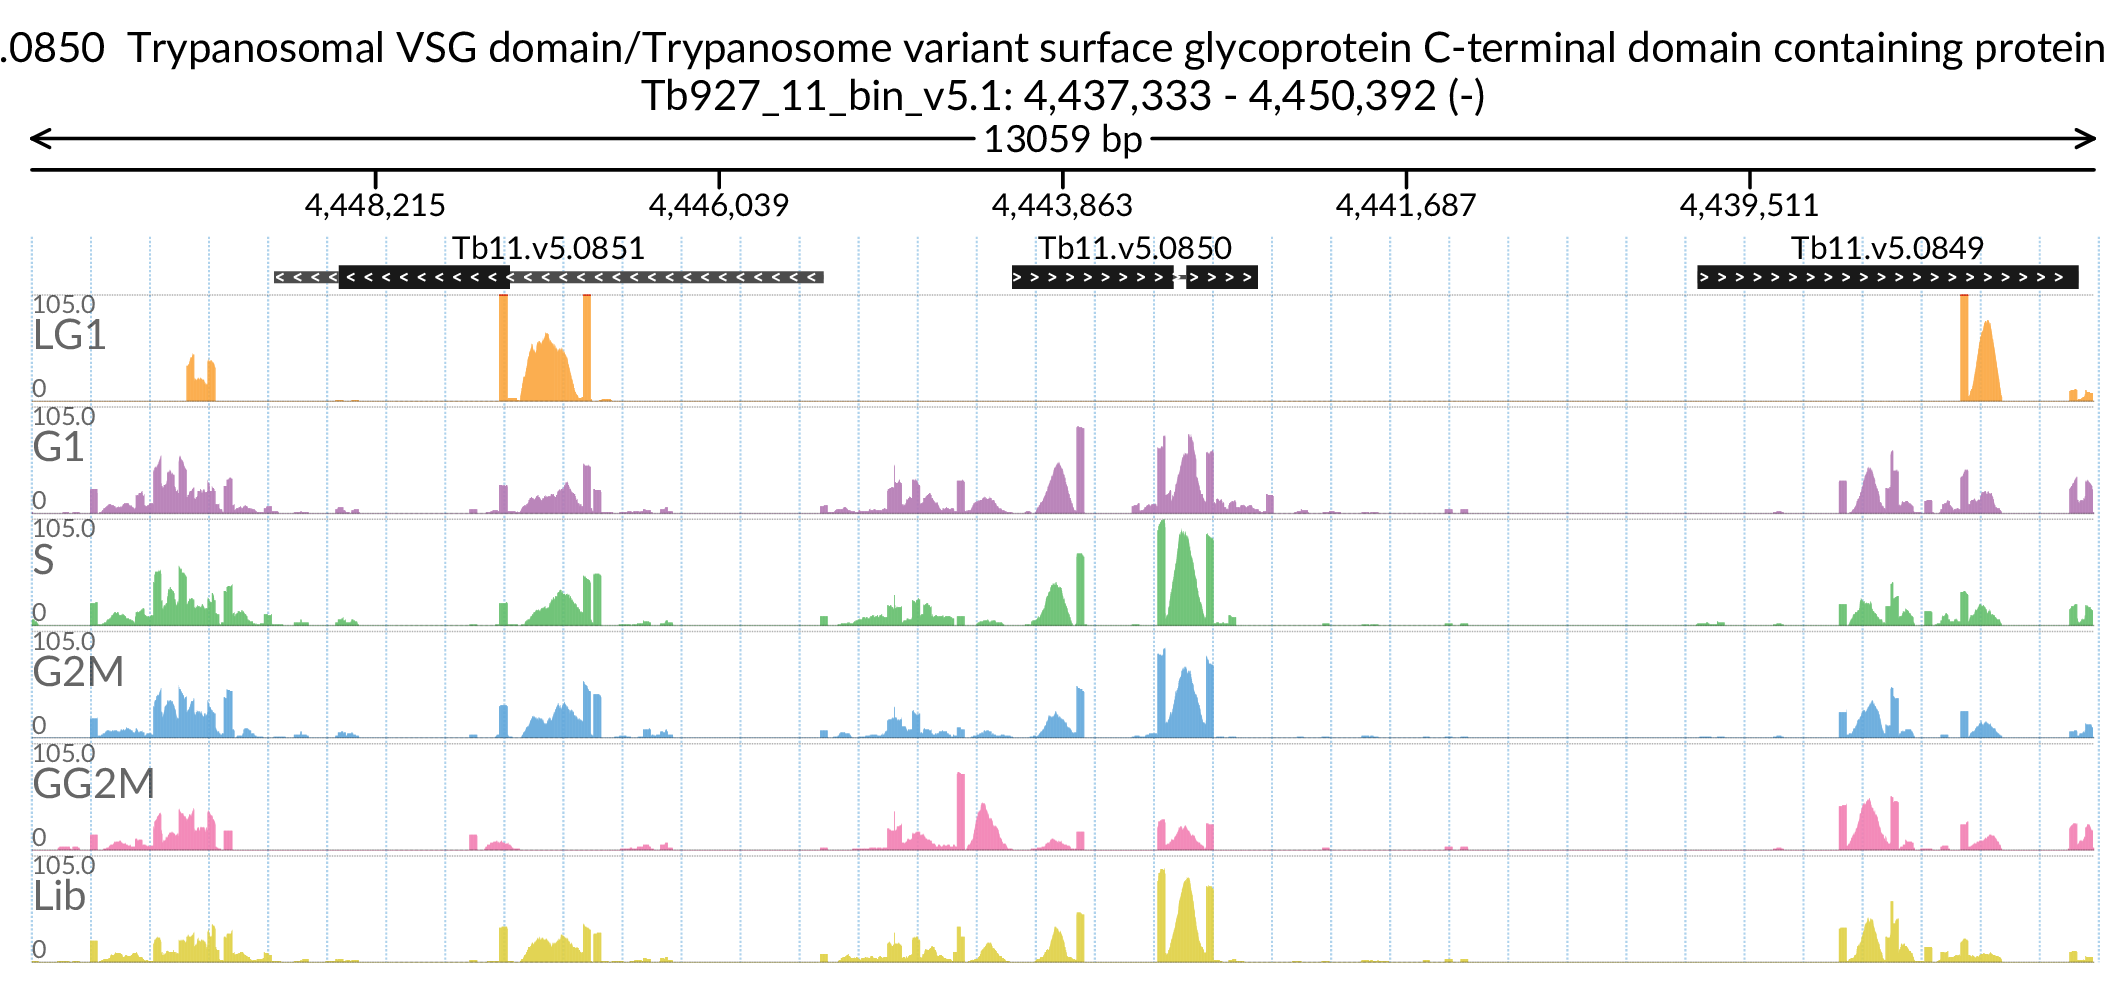 .0850 Trypanosomal VSG domain/Trypanosome variant surface glycoprotein C-terminal domain containing protein
Tb927_11_bin_v5.1: 4,437,333 - 4,450,392 (-)
13059 bp
4,448,215 4,446,039 4,443,863 4,441,687 4,439,511
Tb11.v5.0851 Tb11.v5.0850 Tb11.v5.0849
105.0
LG1
0
105.0
G1
0
105.0
S
0
105.0
G2M
0
105.0
GG2M
0
105.0
Lib
0